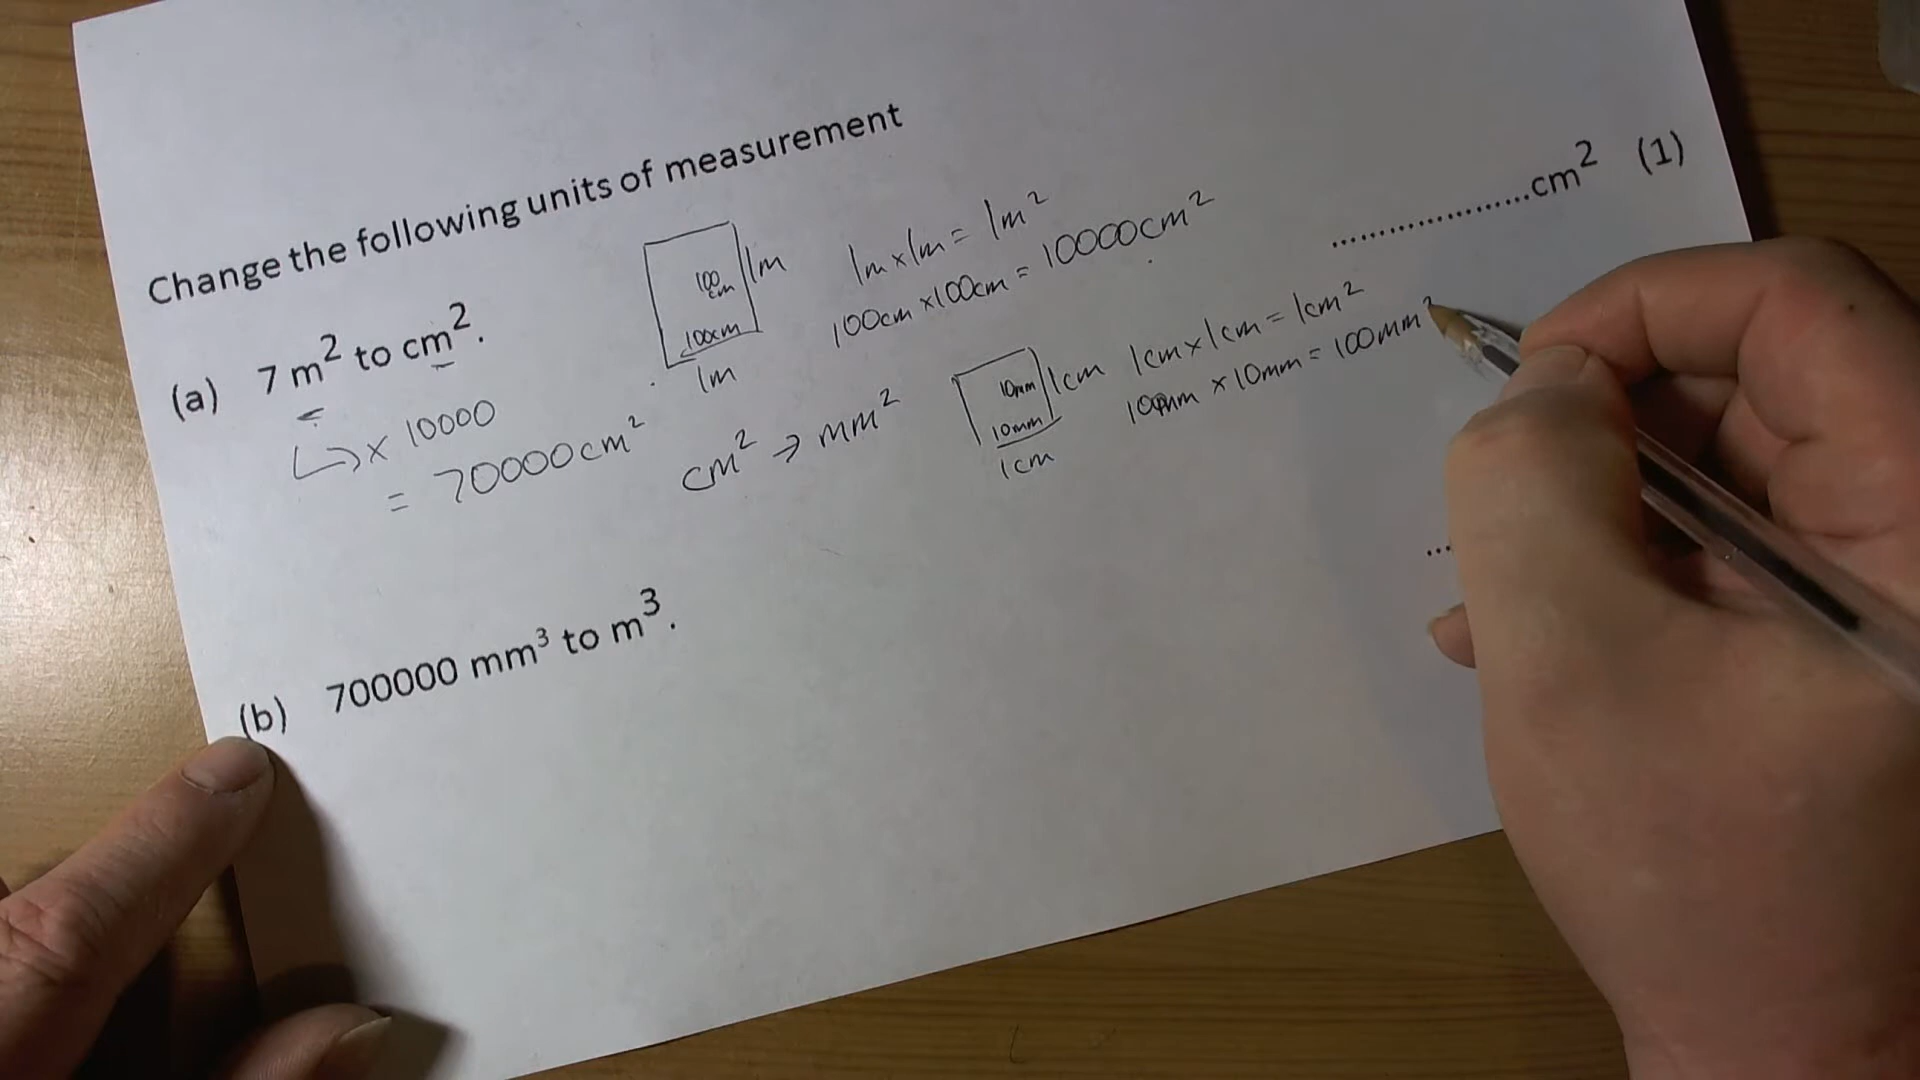 Change the following units of measurement
(a) 7 m² to cm².
....................cm² (1)
100 cm
100cm
1m
1m
1m x 1m = 1m²
100cm x 100cm = 10000cm²
x 10000
= 70000cm²
cm² → mm²
10mm
10mm
1cm
1cm
1cm x 1cm = 1cm²
10mm x 10mm = 100mm²
(b) 700000 mm³ to m³.
...